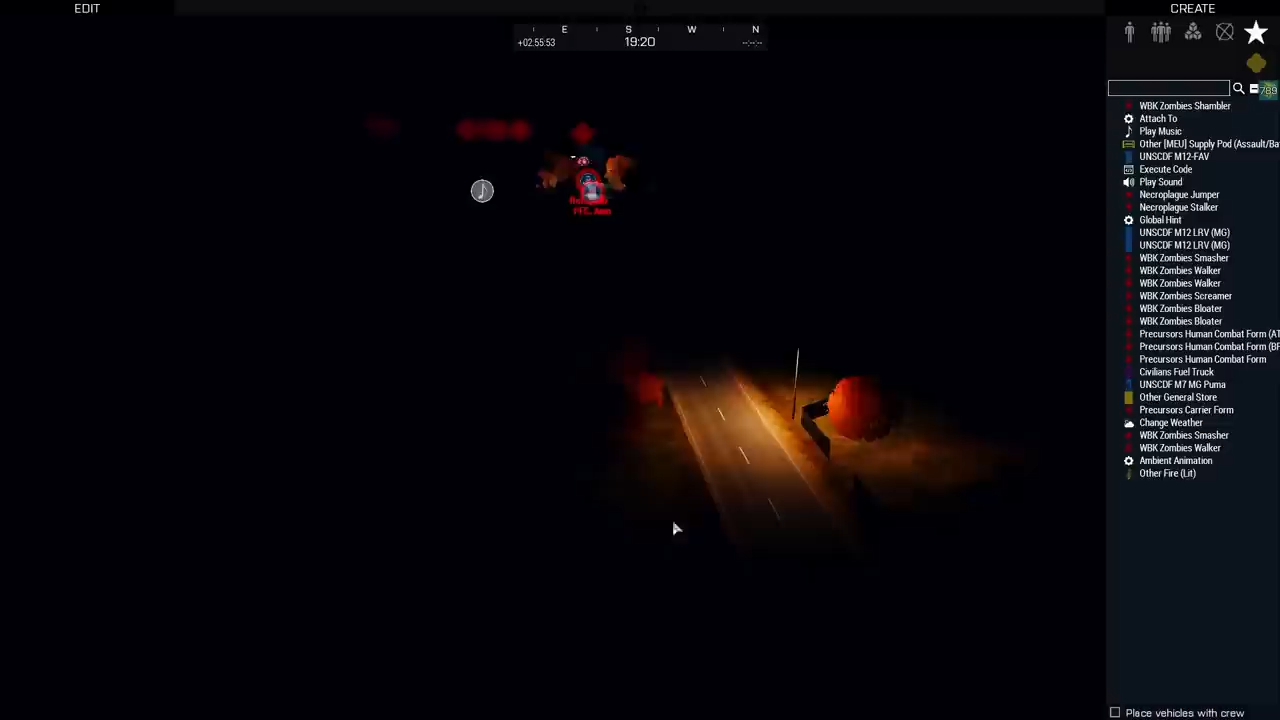 EDIT
CREATE
E S W N
+02:55:53 19:20 --:--:--
789
WBK Zombies Shambler
Attach To
Play Music
Other [MEU] Supply Pod (Assault/Ba
UNSCDF M12-FAV
Execute Code
Play Sound
Necroplague Jumper
Necroplague Stalker
Global Hint
UNSCDF M12 LRV (MG)
UNSCDF M12 LRV (MG)
WBK Zombies Smasher
WBK Zombies Walker
WBK Zombies Walker
WBK Zombies Screamer
WBK Zombies Bloater
WBK Zombies Bloater
Precursors Human Combat Form (AT
Precursors Human Combat Form (BF
Precursors Human Combat Form
Civilians Fuel Truck
UNSCDF M7 MG Puma
Other General Store
Precursors Carrier Form
Change Weather
WBK Zombies Smasher
WBK Zombies Walker
Ambient Animation
Other Fire (Lit)
Place vehicles with crew